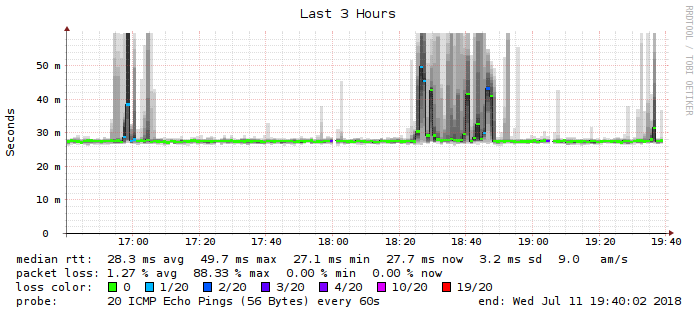 Last 3 Hours
RRDTOOL / TOBI OETIKER
Seconds
50 m
40 m
30 m
20 m
10 m
0
17:00 17:20 17:40 18:00 18:20 18:40 19:00 19:20 19:40
median rtt: 28.3 ms avg 49.7 ms max 27.1 ms min 27.7 ms now 3.2 ms sd 9.0 am/s
packet loss: 1.27 % avg 88.33 % max 0.00 % min 0.00 % now
loss color: 0 1/20 2/20 3/20 4/20 10/20 19/20
probe: 20 ICMP Echo Pings (56 Bytes) every 60s end: Wed Jul 11 19:40:02 2018